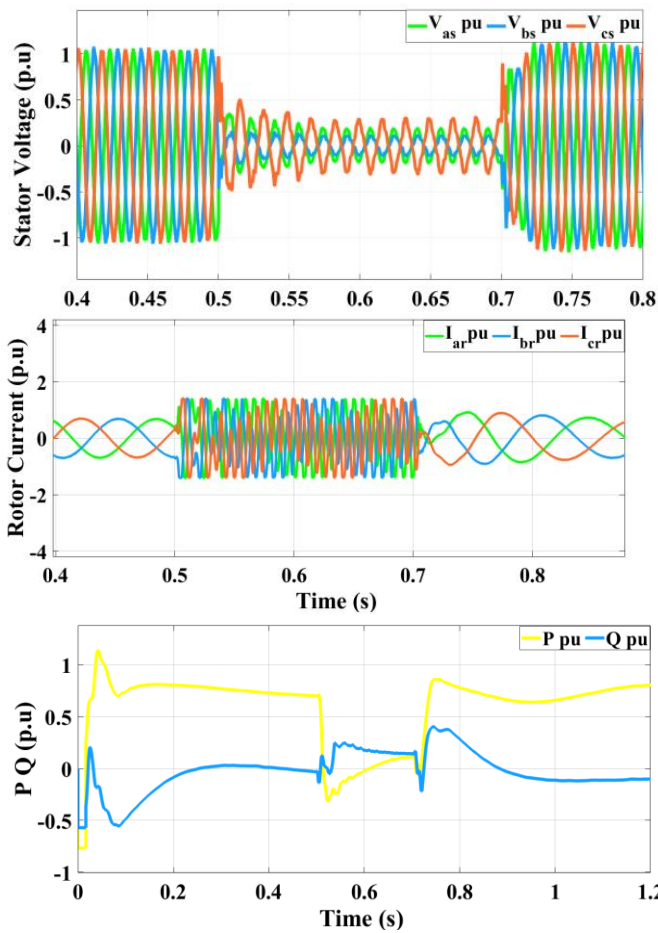 V_as pu V_bs pu V_cs pu
Stator Voltage (p.u)
1
0.5
0
-0.5
-1
0.4 0.45 0.5 0.55 0.6 0.65 0.7 0.75 0.8
I_ar pu I_br pu I_cr pu
Rotor Current (p.u)
4
2
0
-2
-4
0.4 0.5 0.6 0.7 0.8
Time (s)
P pu Q pu
P Q (p.u)
1
0.5
0
-0.5
-1
0 0.2 0.4 0.6 0.8 1 1.2
Time (s)